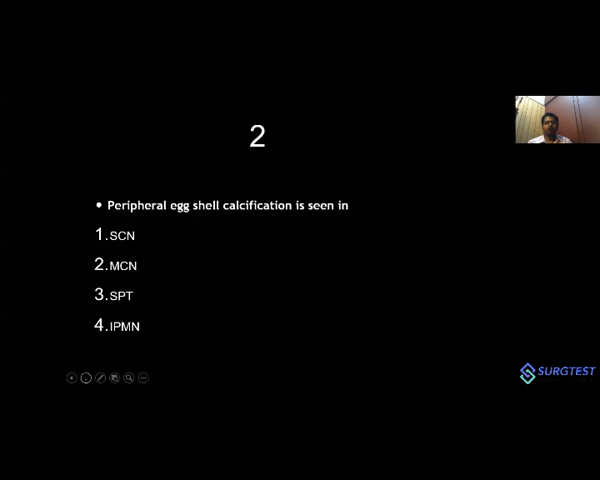 2
• Peripheral egg shell calcification is seen in
1.SCN
2.MCN
3.SPT
4.IPMN
SURGTEST